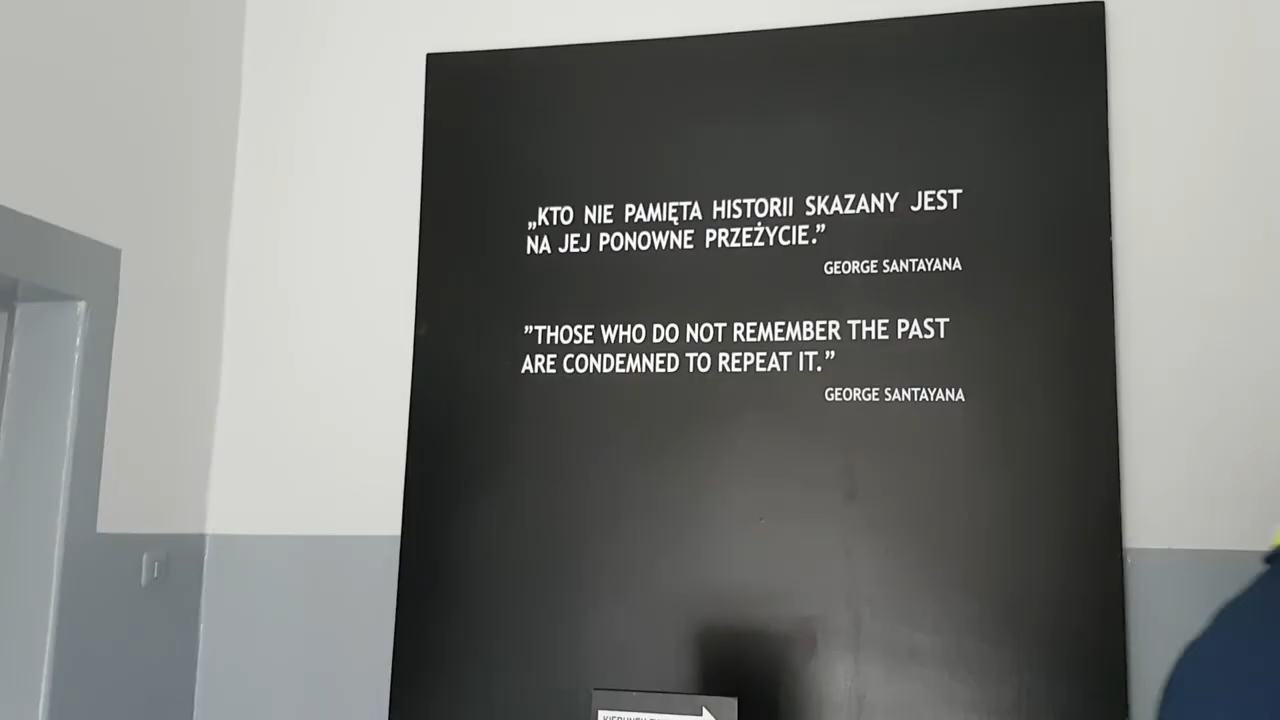 „KTO NIE PAMIĘTA HISTORII SKAZANY JEST
NA JEJ PONOWNE PRZEŻYCIE.”
GEORGE SANTAYANA
”THOSE WHO DO NOT REMEMBER THE PAST
ARE CONDEMNED TO REPEAT IT.”
GEORGE SANTAYANA